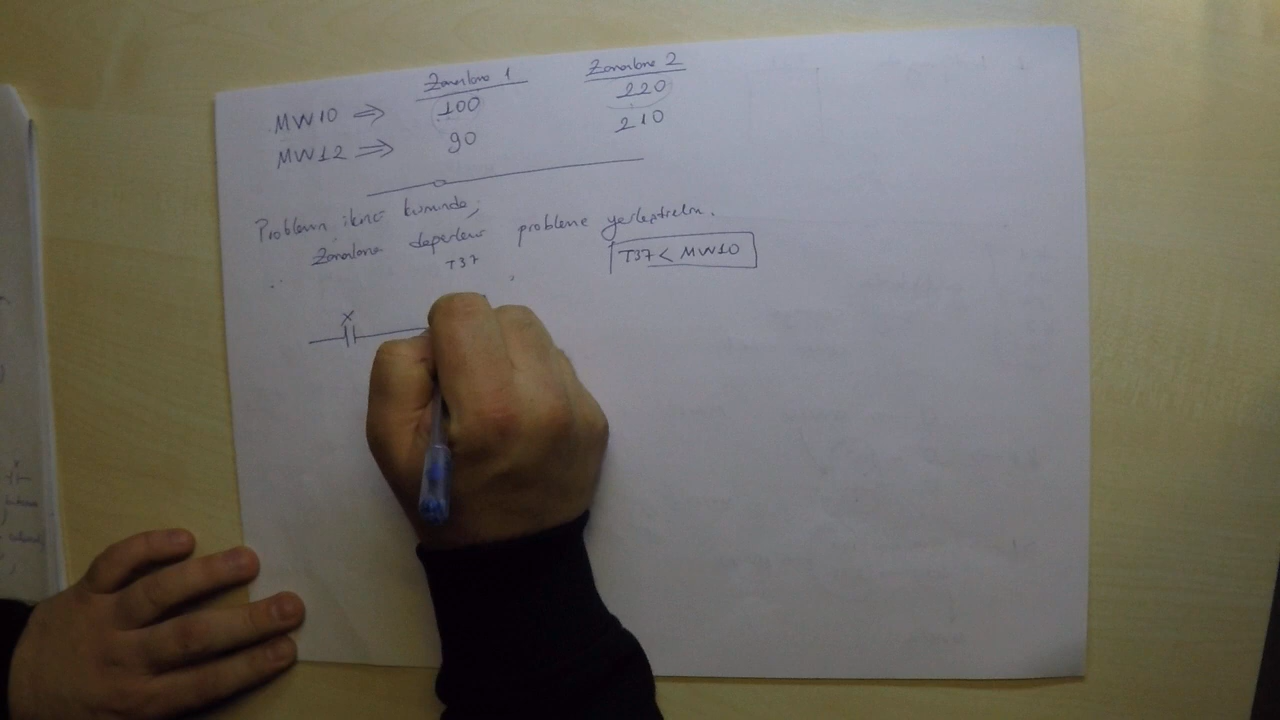 Zamanlama 1 Zamanlama 2
MW10 ⇒ 100 220
MW12 ⇒ 90 210
Problemin ikinci kısmında;
Zamanlama değerlerini probleme yerleştirelim.
T37 T37 < MW10
X